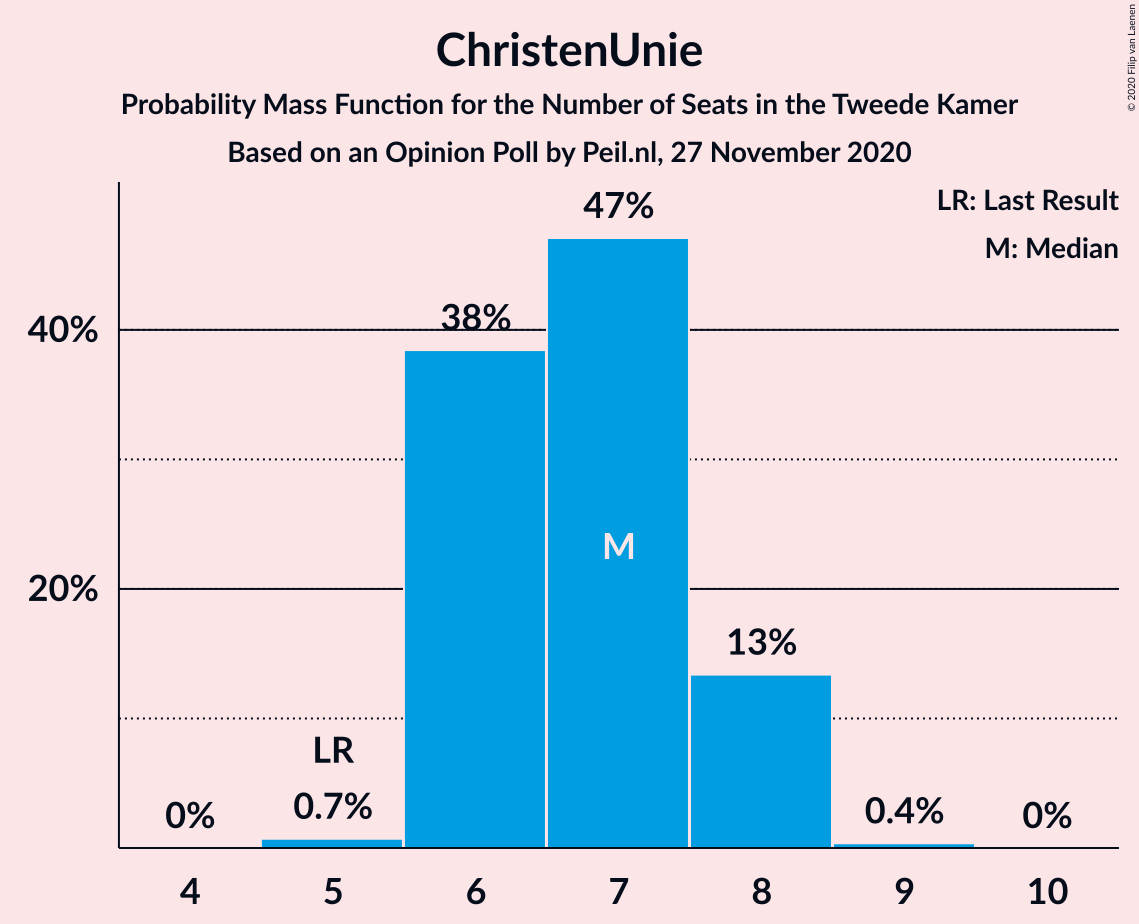 ChristenUnie
Probability Mass Function for the Number of Seats in the Tweede Kamer
Based on an Opinion Poll by Peil.nl, 27 November 2020
© 2020 Filip van Laenen
LR: Last Result
M: Median
47%
38%
40%
M
20%
13%
LR
0% 0.7% 0.4% 0%
4 5 6 7 8 9 10